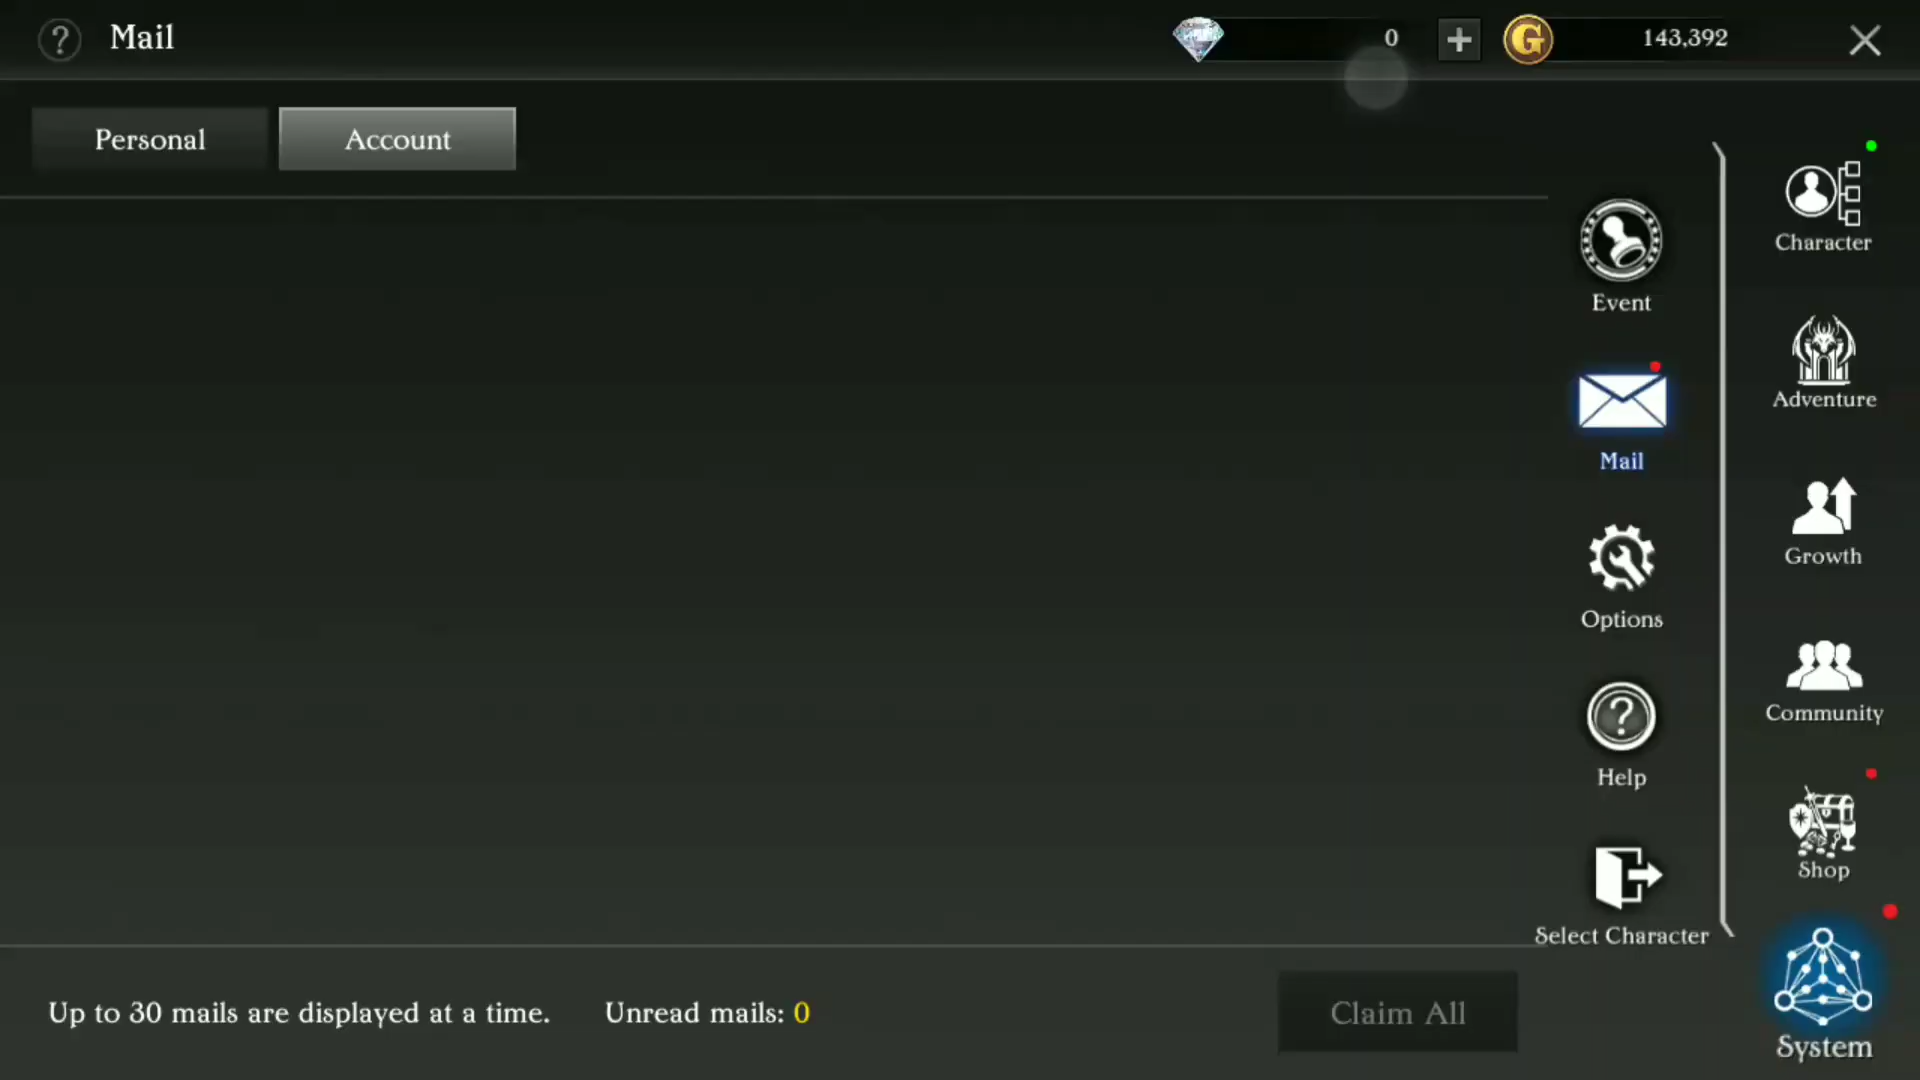 ? Mail
0 + G 143,392
Personal Account
Event
Mail
Options
? Help
Select Character
Character
Adventure
Growth
Community
Shop
System
Up to 30 mails are displayed at a time. Unread mails: 0
Claim All